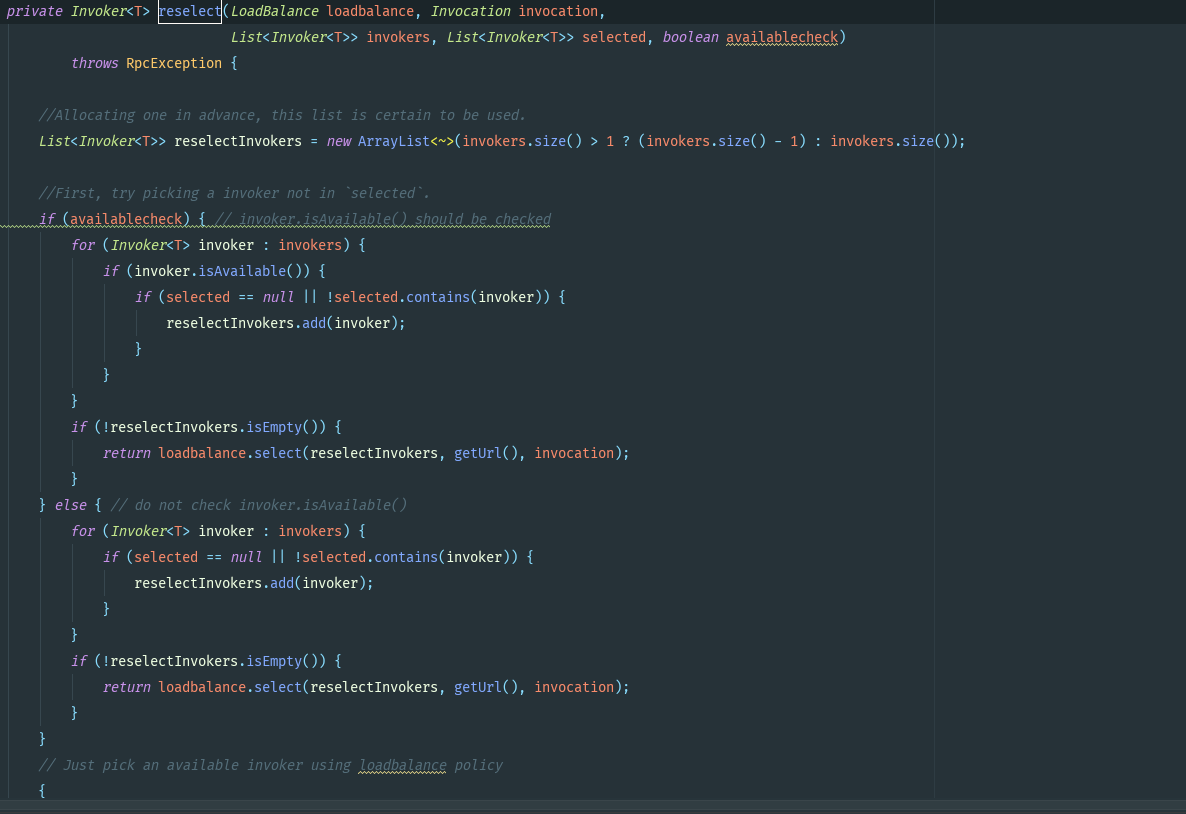 private Invoker<T> reselect(LoadBalance loadbalance, Invocation invocation,
                            List<Invoker<T>> invokers, List<Invoker<T>> selected, boolean availablecheck)
        throws RpcException {

    //Allocating one in advance, this list is certain to be used.
    List<Invoker<T>> reselectInvokers = new ArrayList<~>(invokers.size() > 1 ? (invokers.size() - 1) : invokers.size());

    //First, try picking a invoker not in `selected`.
    if (availablecheck) { // invoker.isAvailable() should be checked
        for (Invoker<T> invoker : invokers) {
            if (invoker.isAvailable()) {
                if (selected == null || !selected.contains(invoker)) {
                    reselectInvokers.add(invoker);
                }
            }
        }
        if (!reselectInvokers.isEmpty()) {
            return loadbalance.select(reselectInvokers, getUrl(), invocation);
        }
    } else { // do not check invoker.isAvailable()
        for (Invoker<T> invoker : invokers) {
            if (selected == null || !selected.contains(invoker)) {
                reselectInvokers.add(invoker);
            }
        }
        if (!reselectInvokers.isEmpty()) {
            return loadbalance.select(reselectInvokers, getUrl(), invocation);
        }
    }
    // Just pick an available invoker using loadbalance policy
    {